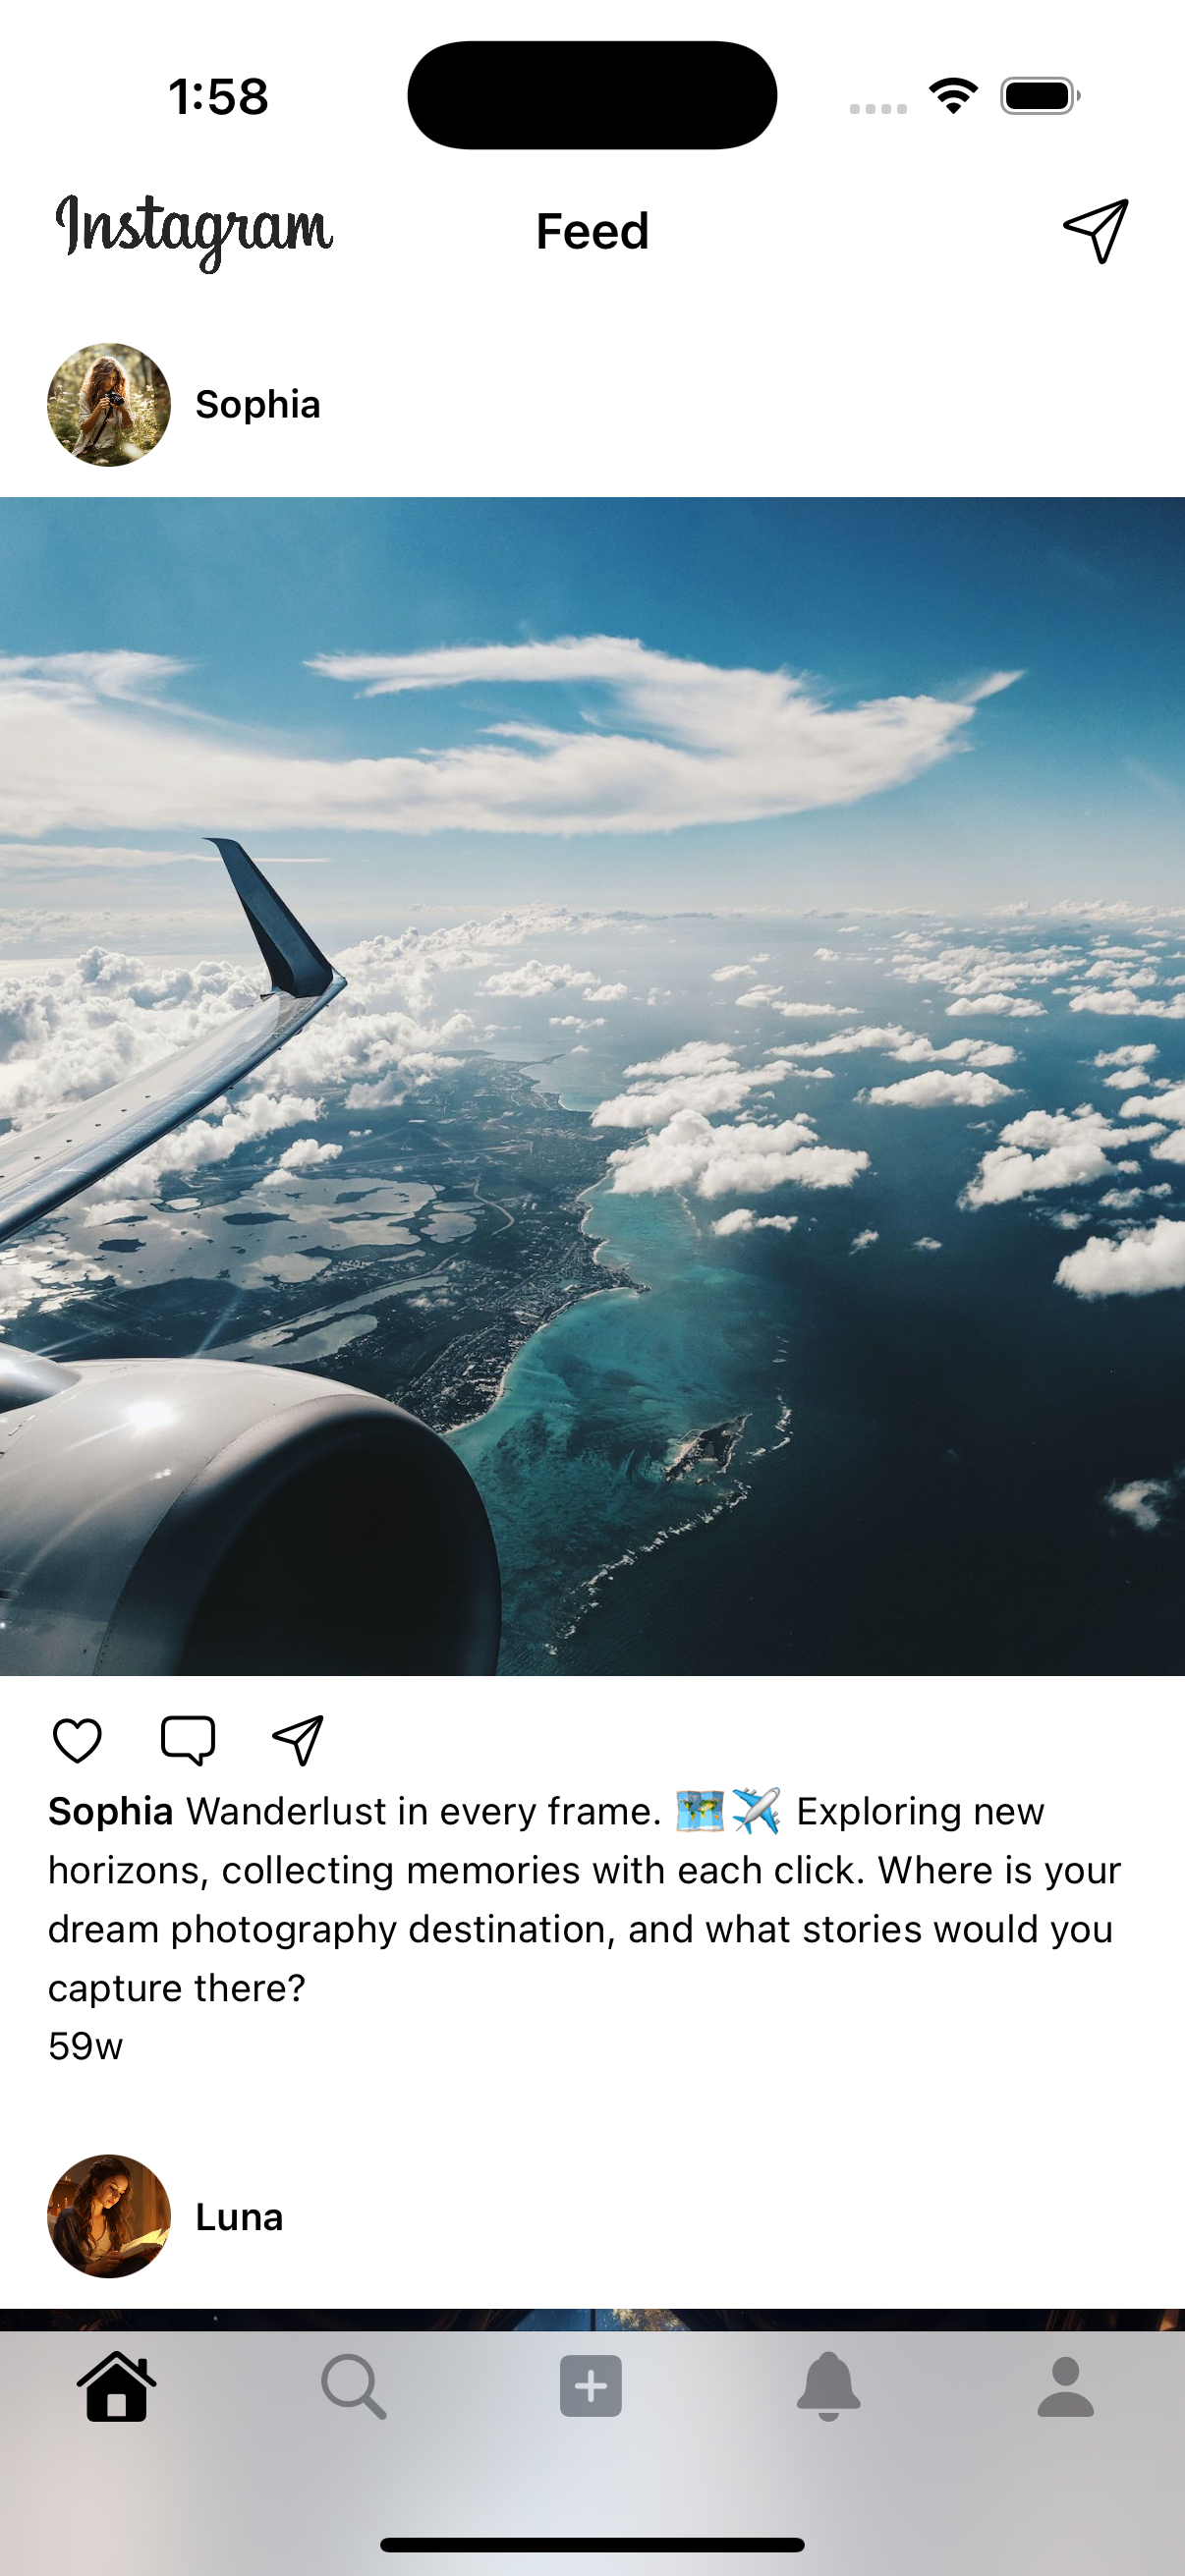 1:58
Instagram
Feed
Sophia
Sophia Wanderlust in every frame. 🗺️✈️ Exploring new
horizons, collecting memories with each click. Where is your
dream photography destination, and what stories would you
capture there?
59w
Luna